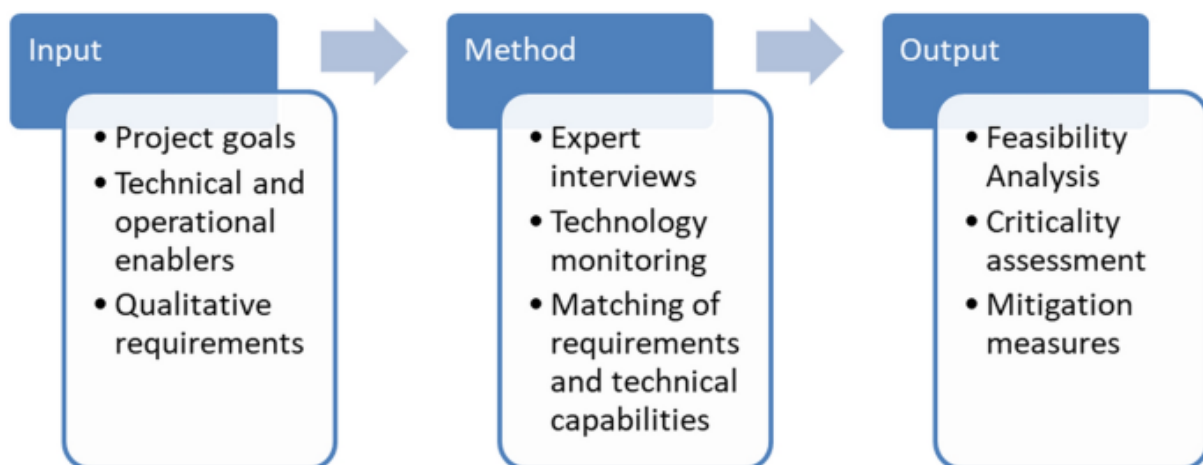 Input
• Project goals
• Technical and
operational
enablers
• Qualitative
requirements
Method
• Expert
interviews
• Technology
monitoring
• Matching of
requirements
and technical
capabilities
Output
• Feasibility
Analysis
• Criticality
assessment
• Mitigation
measures